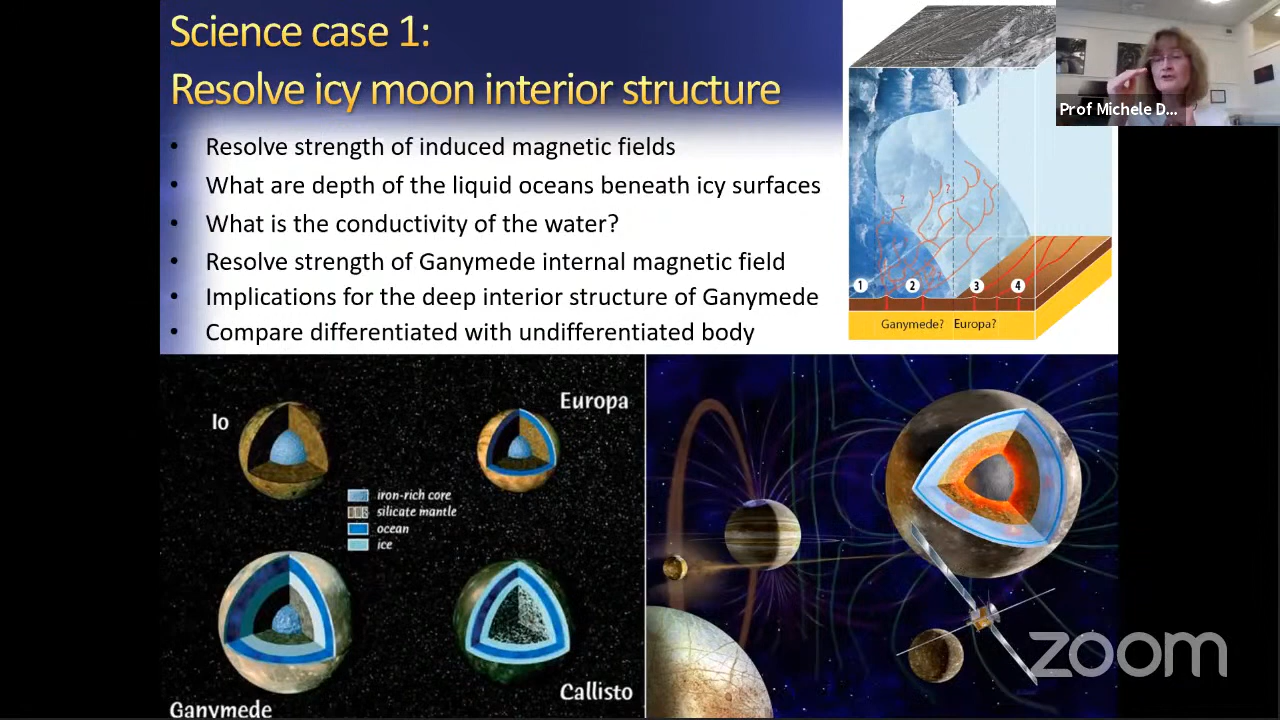 Science case 1:
Resolve icy moon interior structure
• Resolve strength of induced magnetic fields
• What are depth of the liquid oceans beneath icy surfaces
• What is the conductivity of the water?
• Resolve strength of Ganymede internal magnetic field
• Implications for the deep interior structure of Ganymede
• Compare differentiated with undifferentiated body
Prof Michele D...
?
?
1 2 3 4
Ganymede? Europa?
Io
Europa
iron-rich core
silicate mantle
ocean
ice
Ganymede
Callisto
zoom